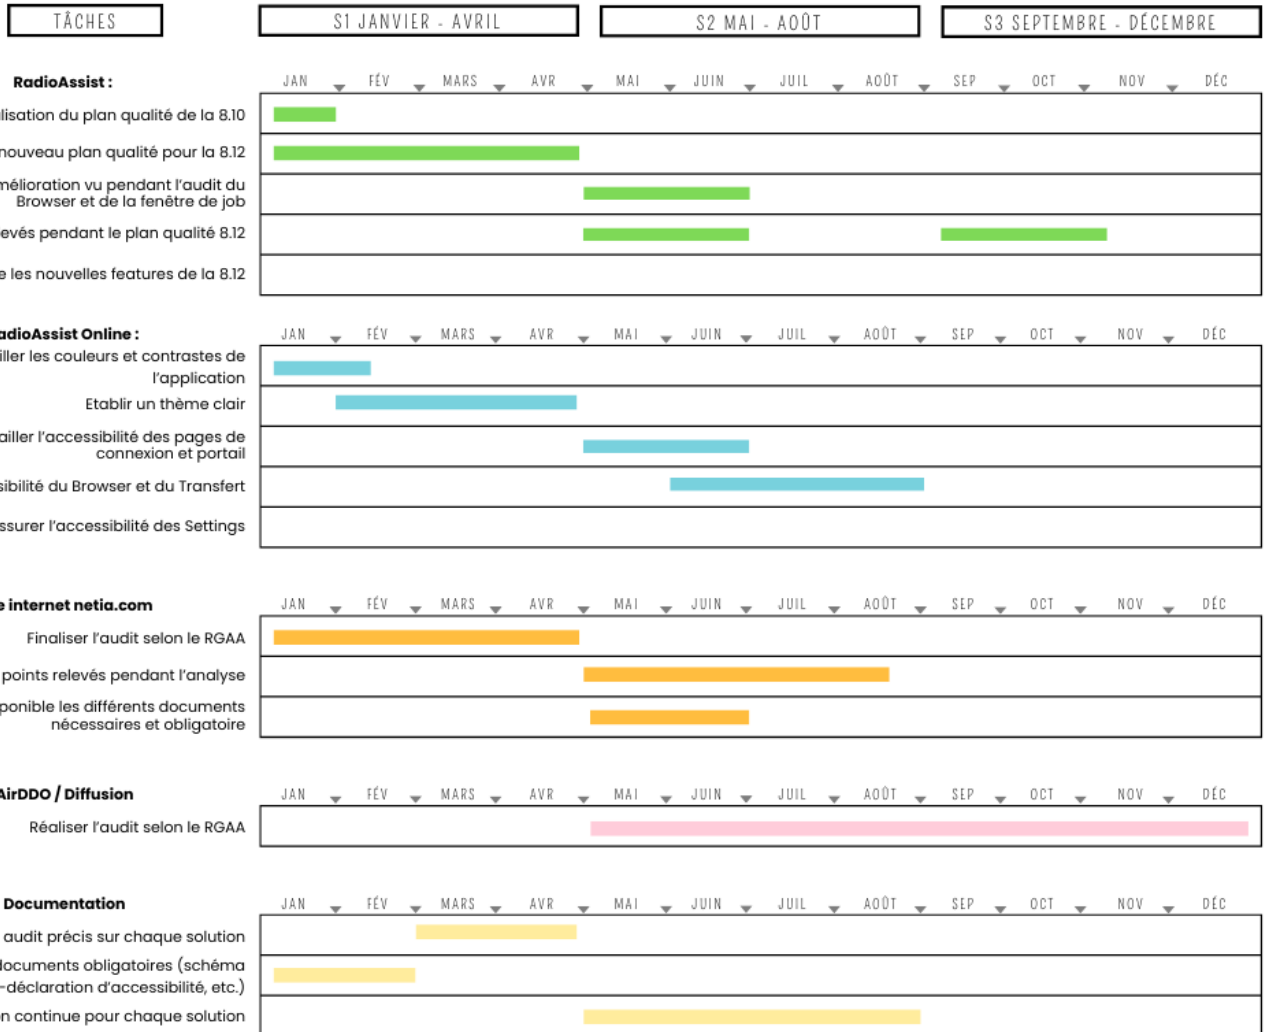 TÂCHES
S1 JANVIER - AVRIL
S2 MAI - AOÛT
S3 SEPTEMBRE - DÉCEMBRE
RadioAssist :
JAN FÉV MARS AVR MAI JUIN JUIL AOÛT SEP OCT NOV DÉC
lisation du plan qualité de la 8.10
nouveau plan qualité pour la 8.12
mélioration vu pendant l'audit du
Browser et de la fenêtre de job
evés pendant le plan qualité 8.12
e les nouvelles features de la 8.12
adioAssist Online :
JAN FÉV MARS AVR MAI JUIN JUIL AOÛT SEP OCT NOV DÉC
iller les couleurs et contrastes de
l'application
Etablir un thème clair
ailler l'accessibilité des pages de
connexion et portail
sibilité du Browser et du Transfert
ssurer l'accessibilité des Settings
e internet netia.com
JAN FÉV MARS AVR MAI JUIN JUIL AOÛT SEP OCT NOV DÉC
Finaliser l'audit selon le RGAA
points relevés pendant l'analyse
ponible les différents documents
nécessaires et obligatoire
AirDDO / Diffusion
JAN FÉV MARS AVR MAI JUIN JUIL AOÛT SEP OCT NOV DÉC
Réaliser l'audit selon le RGAA
Documentation
JAN FÉV MARS AVR MAI JUIN JUIL AOÛT SEP OCT NOV DÉC
audit précis sur chaque solution
documents obligatoires (schéma
-déclaration d'accessibilité, etc.)
n continue pour chaque solution